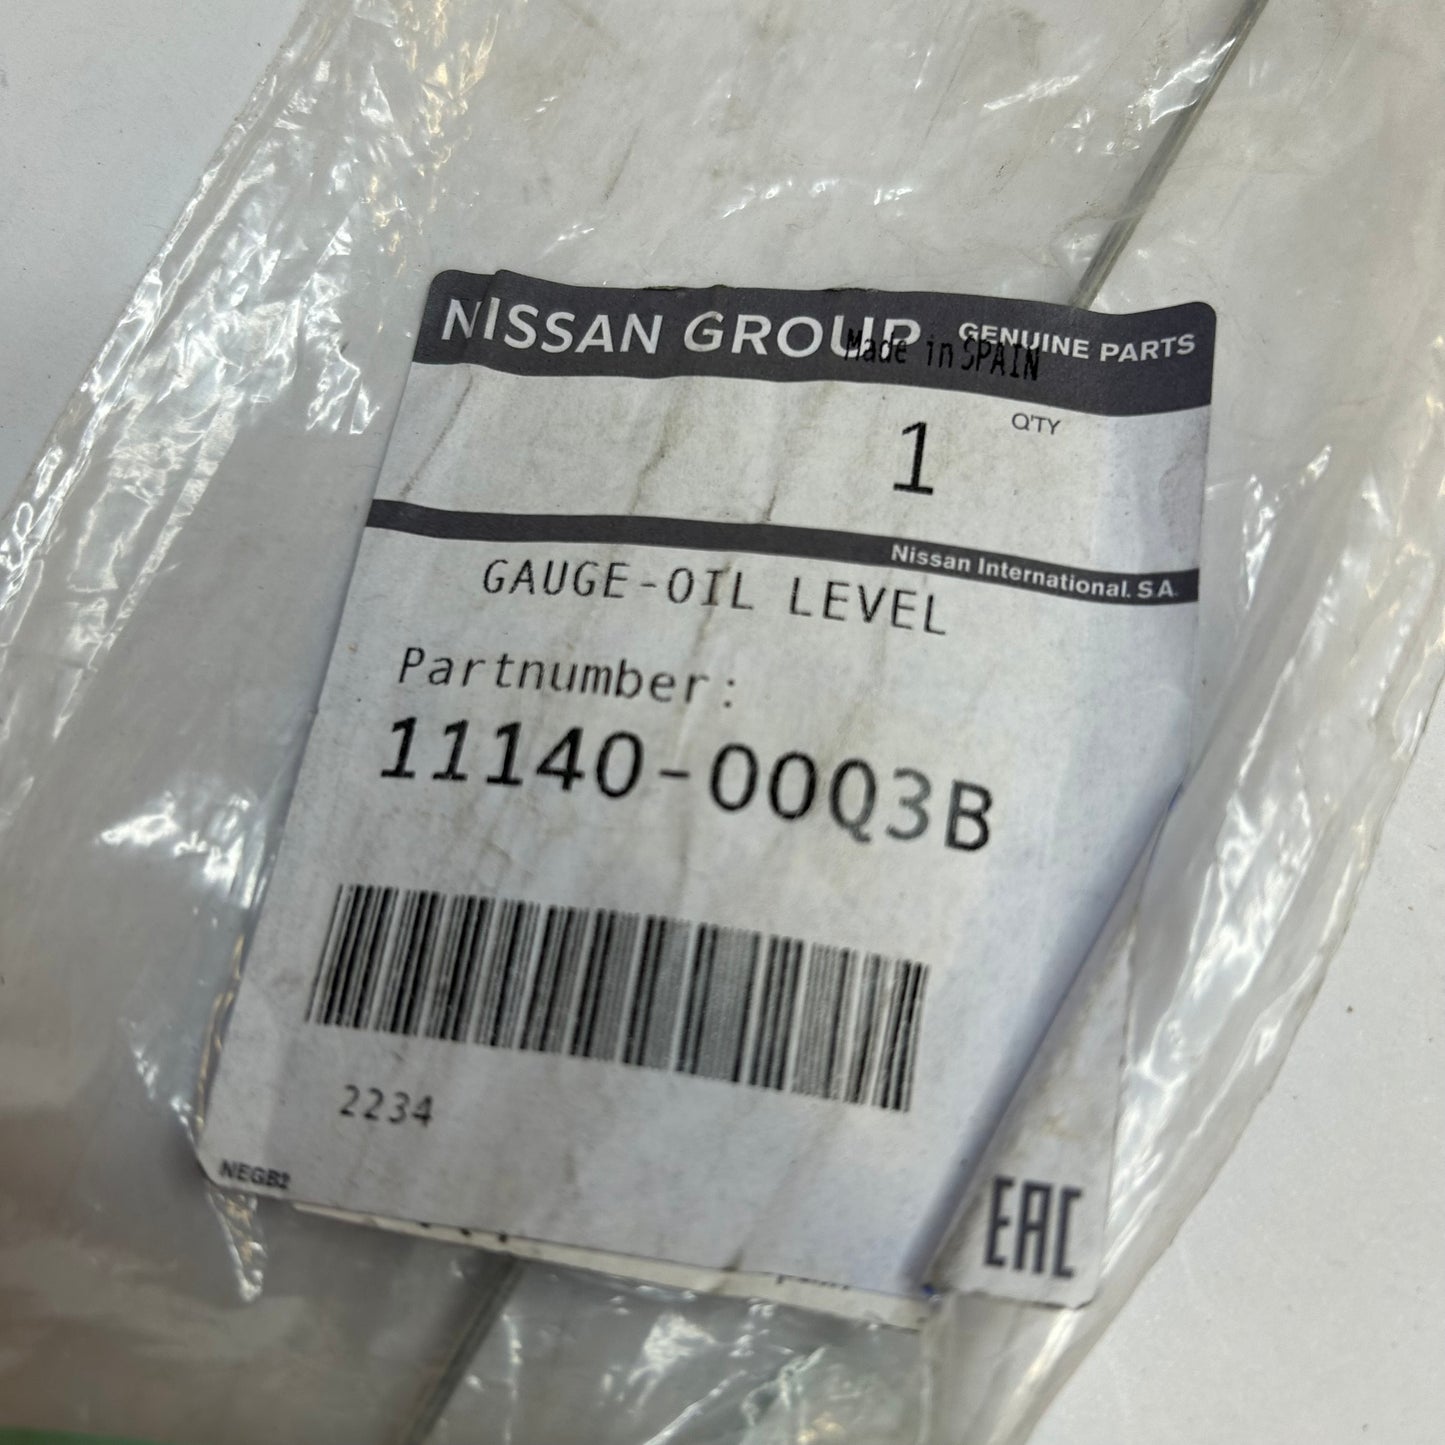 NISSAN GROUP GENUINE PARTS
Made in SPAIN
1 Q'TY
Nissan International. S.A.
GAUGE-OIL LEVEL
Partnumber:
11140-00Q3B
2234
NEGB2
EAC